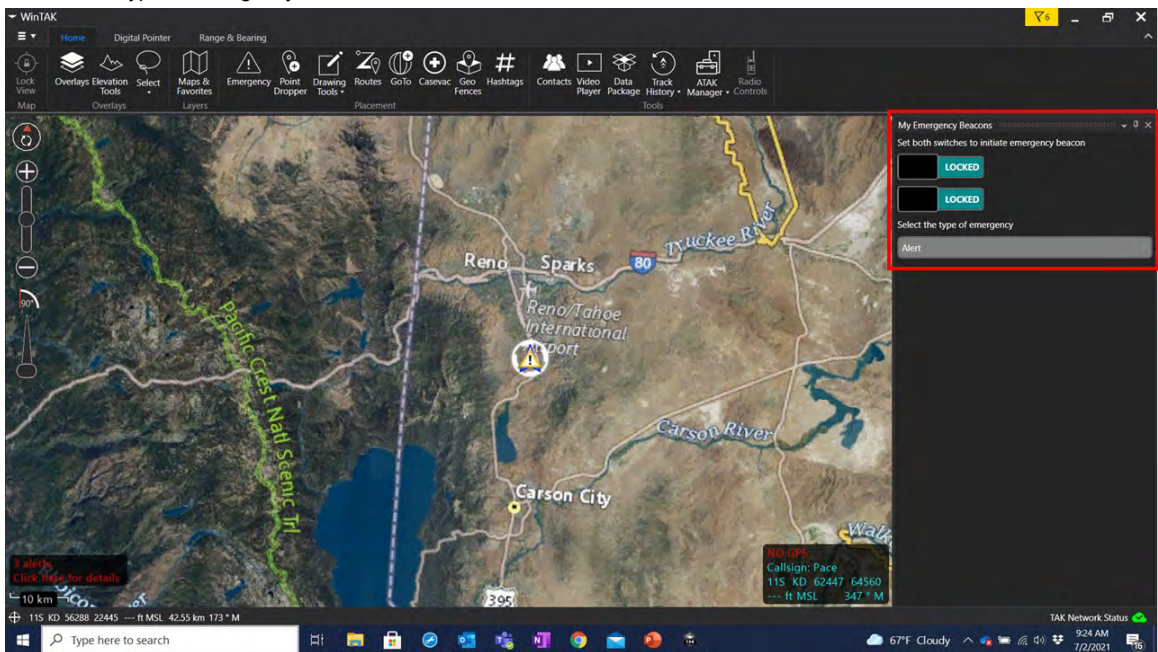 WinTAK
6
Home Digital Pointer Range & Bearing
Lock View
Overlays
Elevation Tools
Select
Maps & Favorites
Emergency
Point Dropper
Drawing Tools
Routes
GoTo
Casevac
Geo Fences
Hashtags
Contacts
Video Player
Data Package
Track History
ATAK Manager
Radio Controls
Map Overlays Layers Placement Tools
My Emergency Beacons
Set both switches to initiate emergency beacon
LOCKED
LOCKED
Select the type of emergency
Alert
90°
Pacific Crest Natl Scenic Trl
Truckee River
Reno Sparks
80
Reno/Tahoe
International
Airport
Carson River
Carson City
395
3 alerts
Click here for details
10 km
NO GPS
Callsign: Pace
11S KD 62447 64560
--- ft MSL 347 ° M
11S KD 56288 22445 --- ft MSL 42.55 km 173 ° M
TAK Network Status
Type here to search
67°F Cloudy
9:24 AM
7/2/2021
16